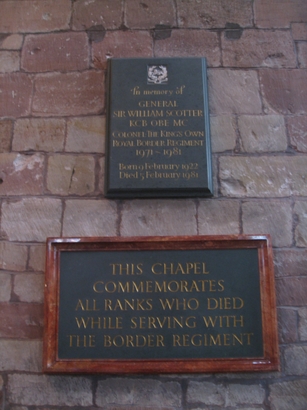 In memory of
GENERAL
SIR WILLIAM SCOTTER
KCB·OBE·MC
COLONEL THE KING'S OWN
ROYAL BORDER REGIMENT
1971~1981
Born 9 February 1922
Died 5 February 1981
THIS CHAPEL
COMMEMORATES
ALL RANKS WHO DIED
WHILE SERVING WITH
THE BORDER REGIMENT